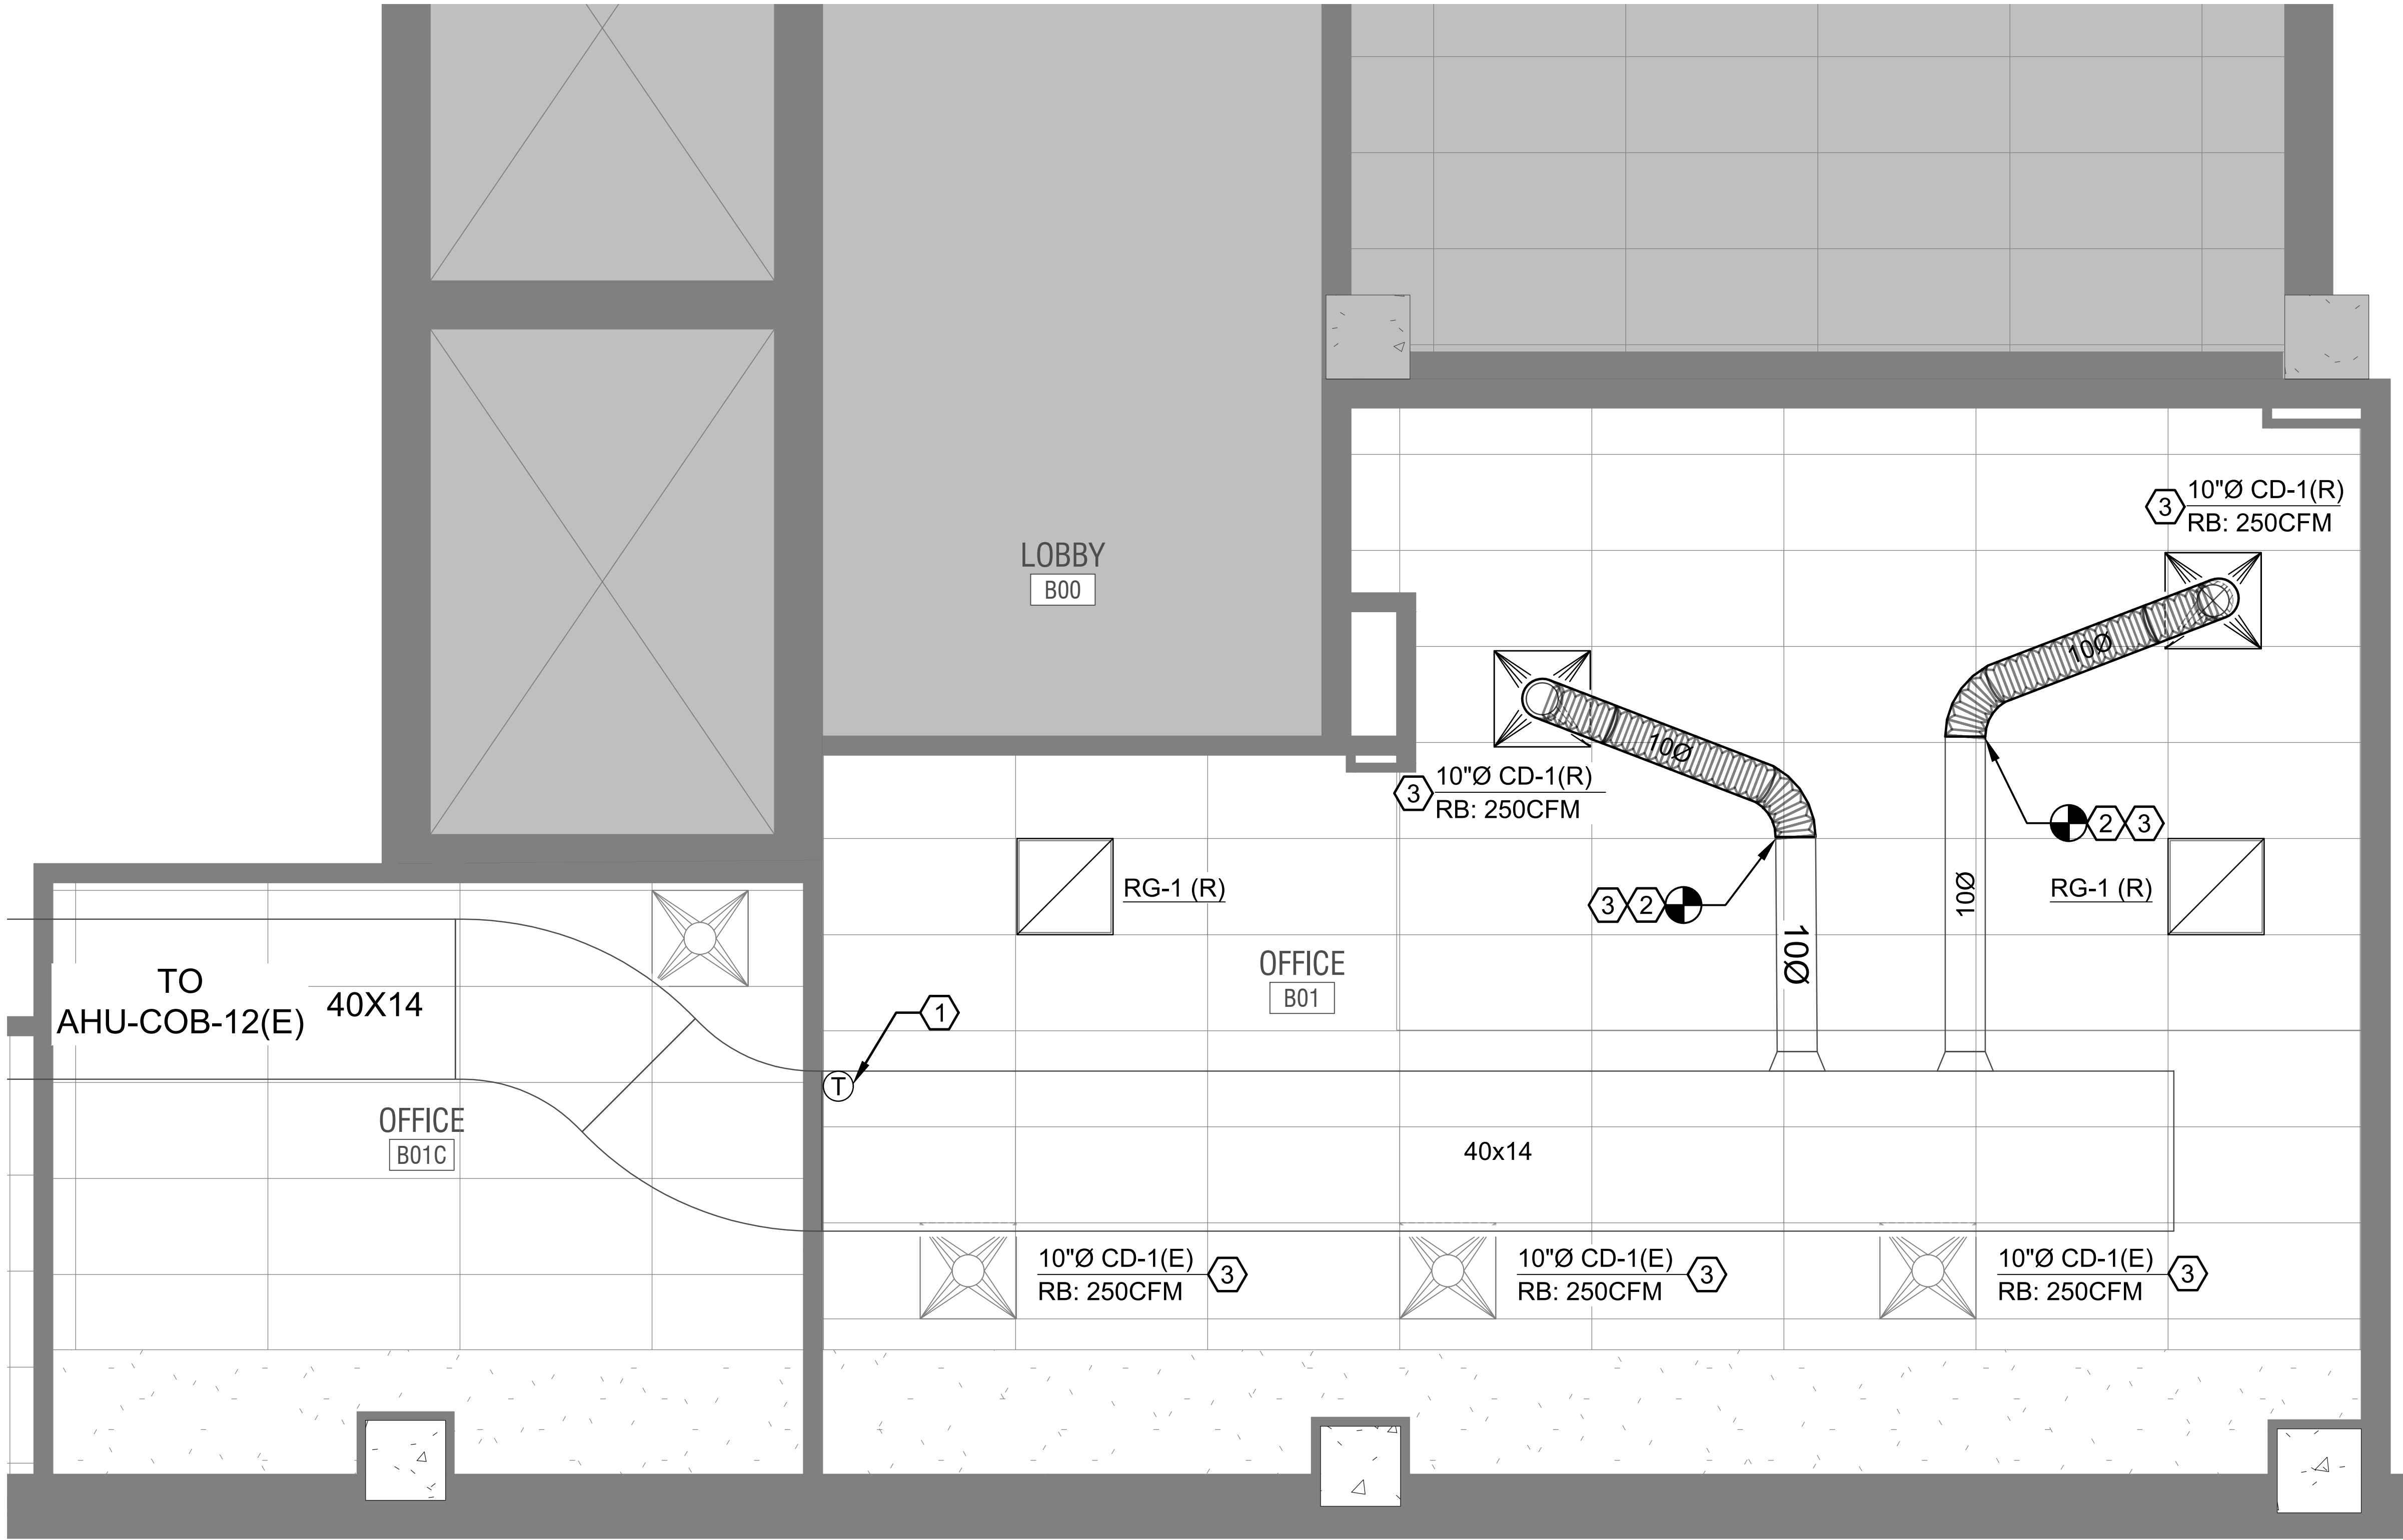 LOBBY
B00
3
10"Ø CD-1(R)
RB: 250CFM
10Ø
10Ø
3
10"Ø CD-1(R)
RB: 250CFM
2 3
RG-1 (R)
3 2
10Ø
10Ø
RG-1 (R)
OFFICE
B01
TO
AHU-COB-12(E)
40X14
1
T
OFFICE
B01C
40x14
10"Ø CD-1(E)
RB: 250CFM
3
10"Ø CD-1(E)
RB: 250CFM
3
10"Ø CD-1(E)
RB: 250CFM
3